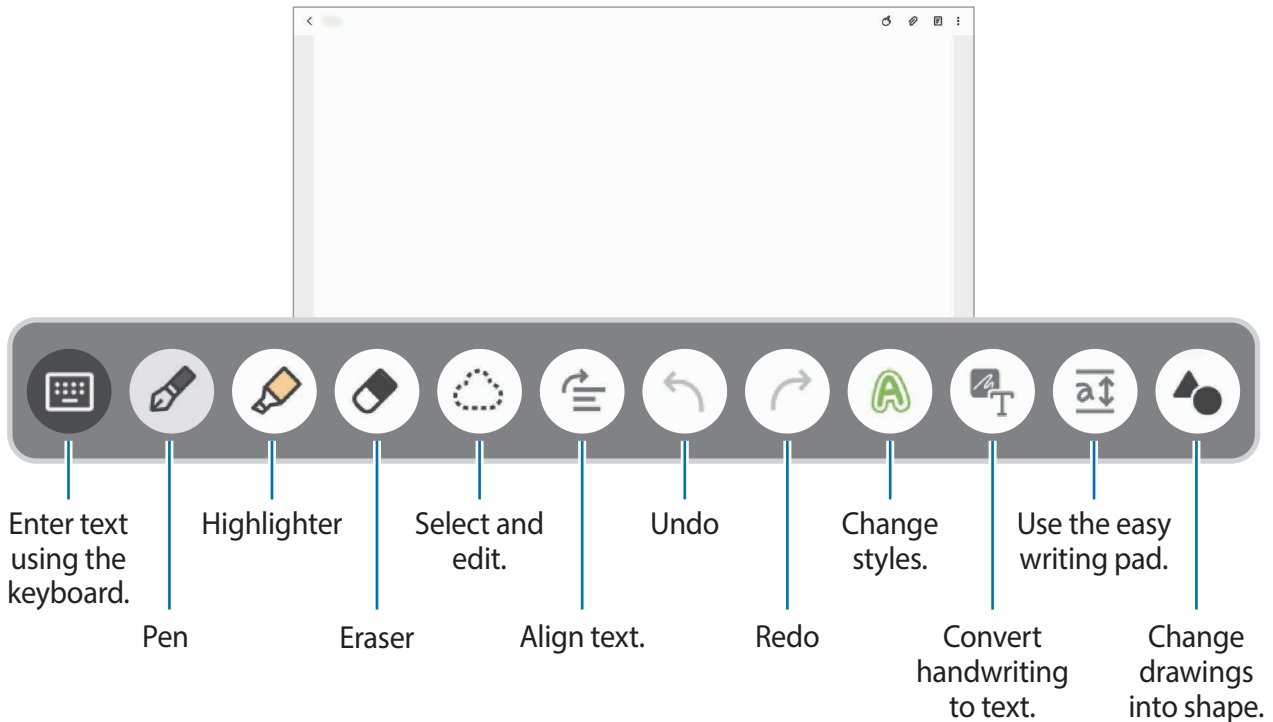 Enter text
using the
keyboard.
Pen
Highlighter
Eraser
Select and
edit.
Align text.
Undo
Redo
Change
styles.
Convert
handwriting
to text.
Use the easy
writing pad.
Change
drawings
into shape.